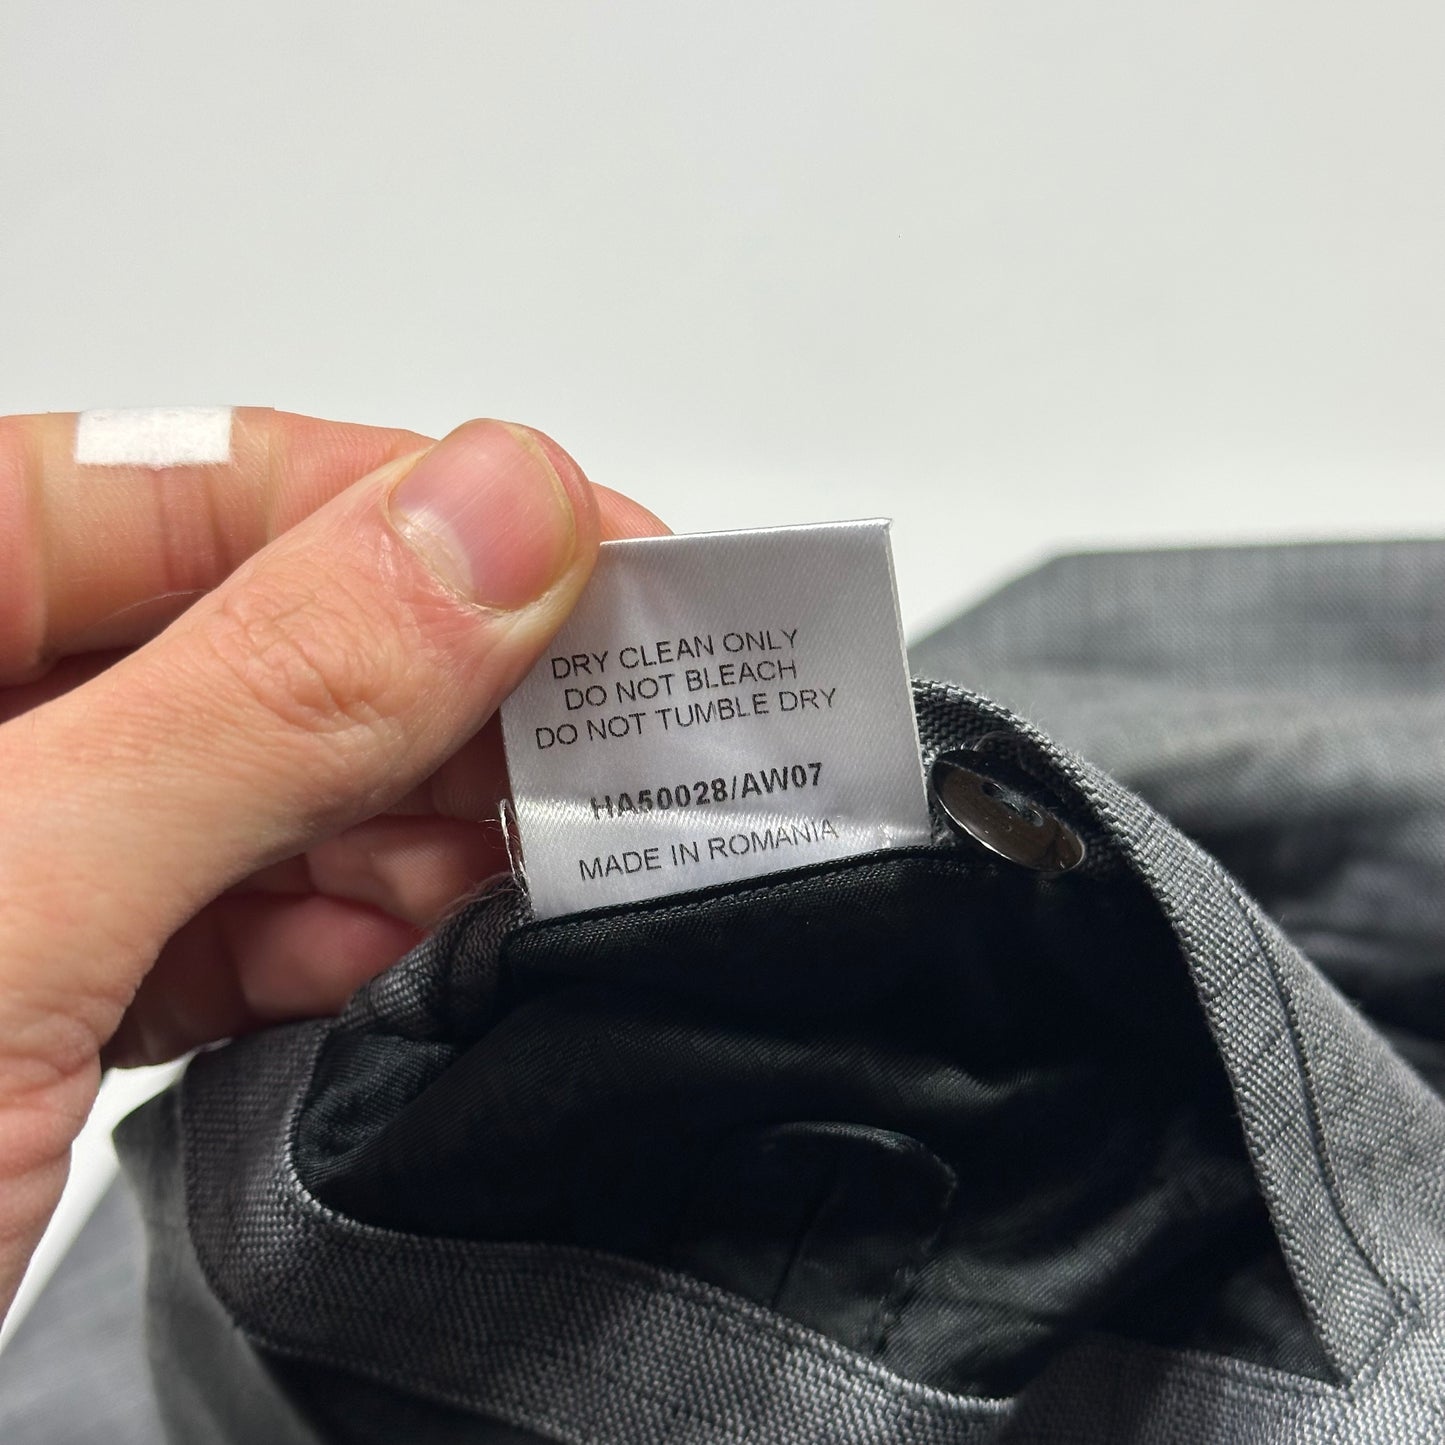 DRY CLEAN ONLY
DO NOT BLEACH
DO NOT TUMBLE DRY
HA50028/AW07
MADE IN ROMANIA